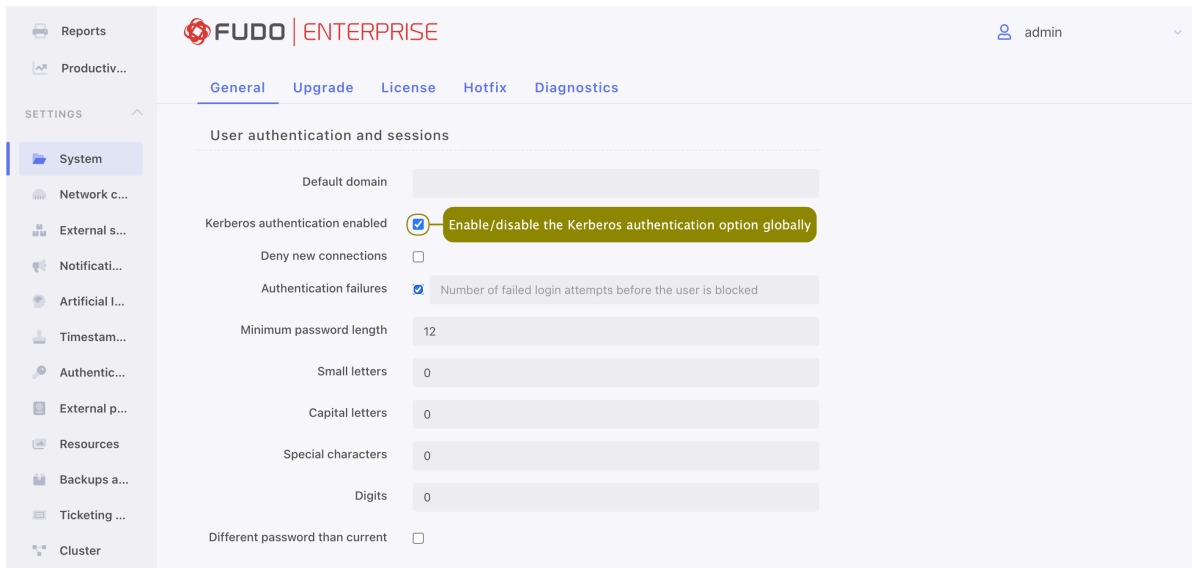 Reports
Productiv...
SETTINGS
System
Network c...
External s...
Notificati...
Artificial I...
Timestam...
Authentic...
External p...
Resources
Backups a...
Ticketing ...
Cluster
FUDO ENTERPRISE
admin
General Upgrade License Hotfix Diagnostics
User authentication and sessions
Default domain
Kerberos authentication enabled Enable/disable the Kerberos authentication option globally
Deny new connections
Authentication failures Number of failed login attempts before the user is blocked
Minimum password length 12
Small letters 0
Capital letters 0
Special characters 0
Digits 0
Different password than current